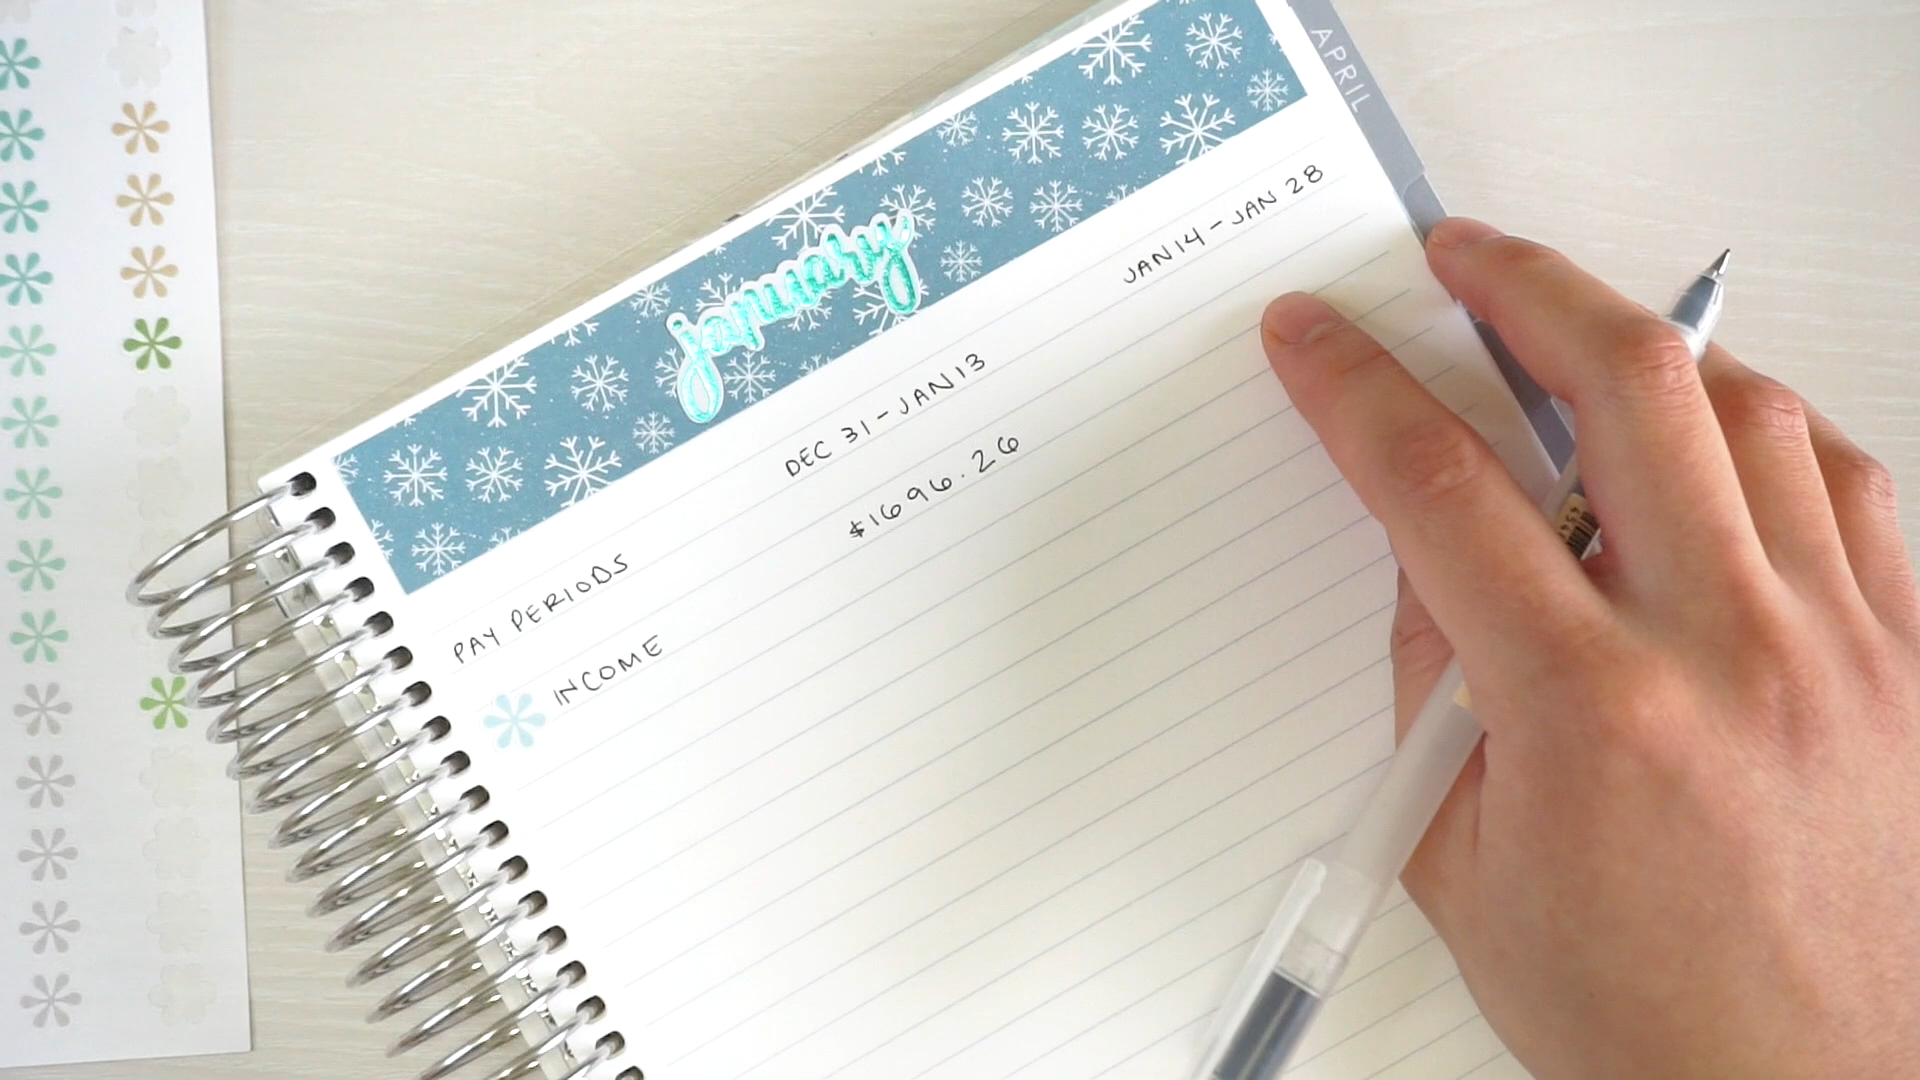 APRIL
january
PAY PERIODS DEC 31 - JAN 13 JAN 14 - JAN 28
INCOME $1696.26